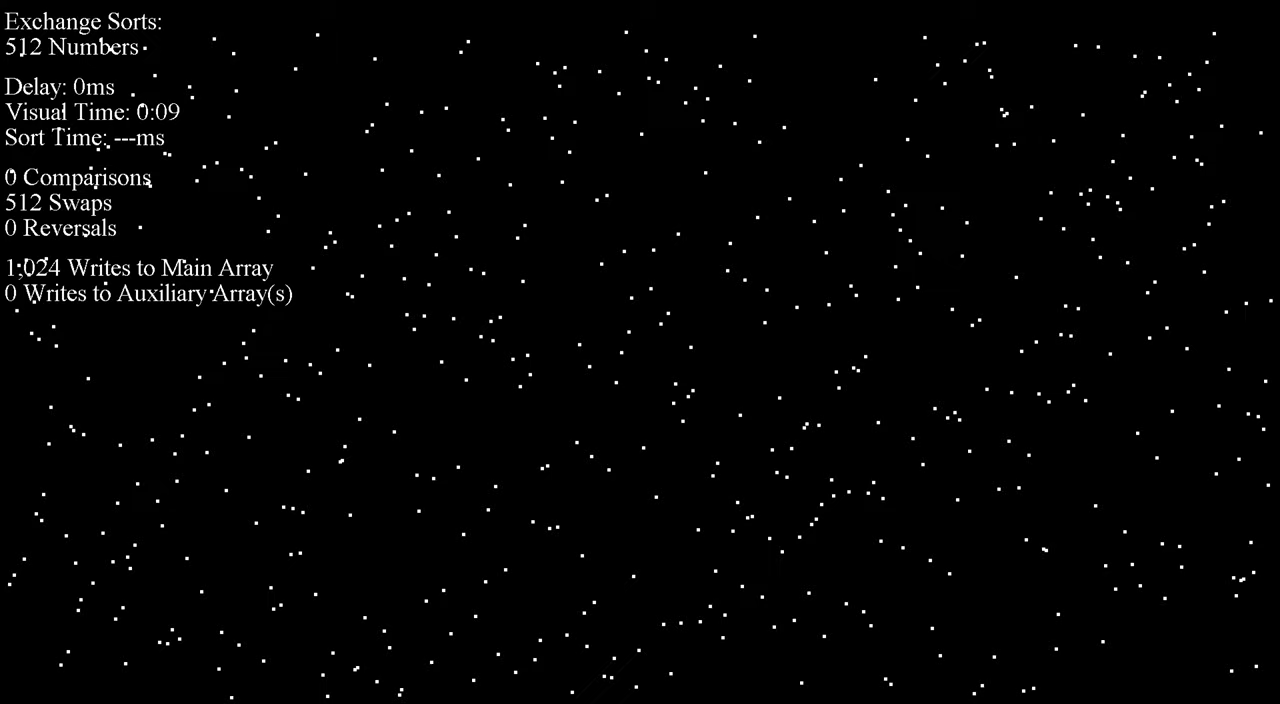 Exchange Sorts:
512 Numbers
Delay: 0ms
Visual Time: 0:09
Sort Time: ---ms
0 Comparisons
512 Swaps
0 Reversals
1,024 Writes to Main Array
0 Writes to Auxiliary Array(s)